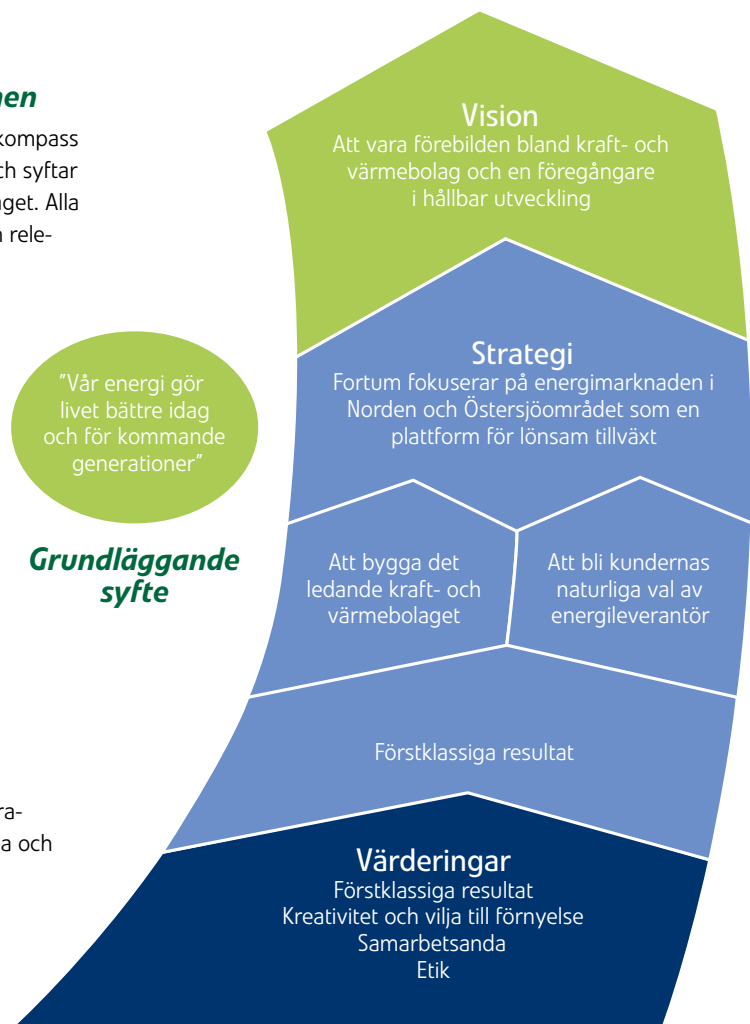 kompass
ch syftar
get. Alla
rele-
"Vår energi gör
livet bättre idag
och för kommande
generationer"
Grundläggande
syfte
a och
Vision
Att vara förebilden bland kraft- och
värmebolag och en föregångare
i hållbar utveckling
Strategi
Fortum fokuserar på energimarknaden i
Norden och Östersjöområdet som en
plattform för lönsam tillväxt
Att bygga det
ledande kraft- och
värmebolaget
Att bli kundernas
naturliga val av
energileverantör
Förstklassiga resultat
Värderingar
Förstklassiga resultat
Kreativitet och vilja till förnyelse
Samarbetsanda
Etik